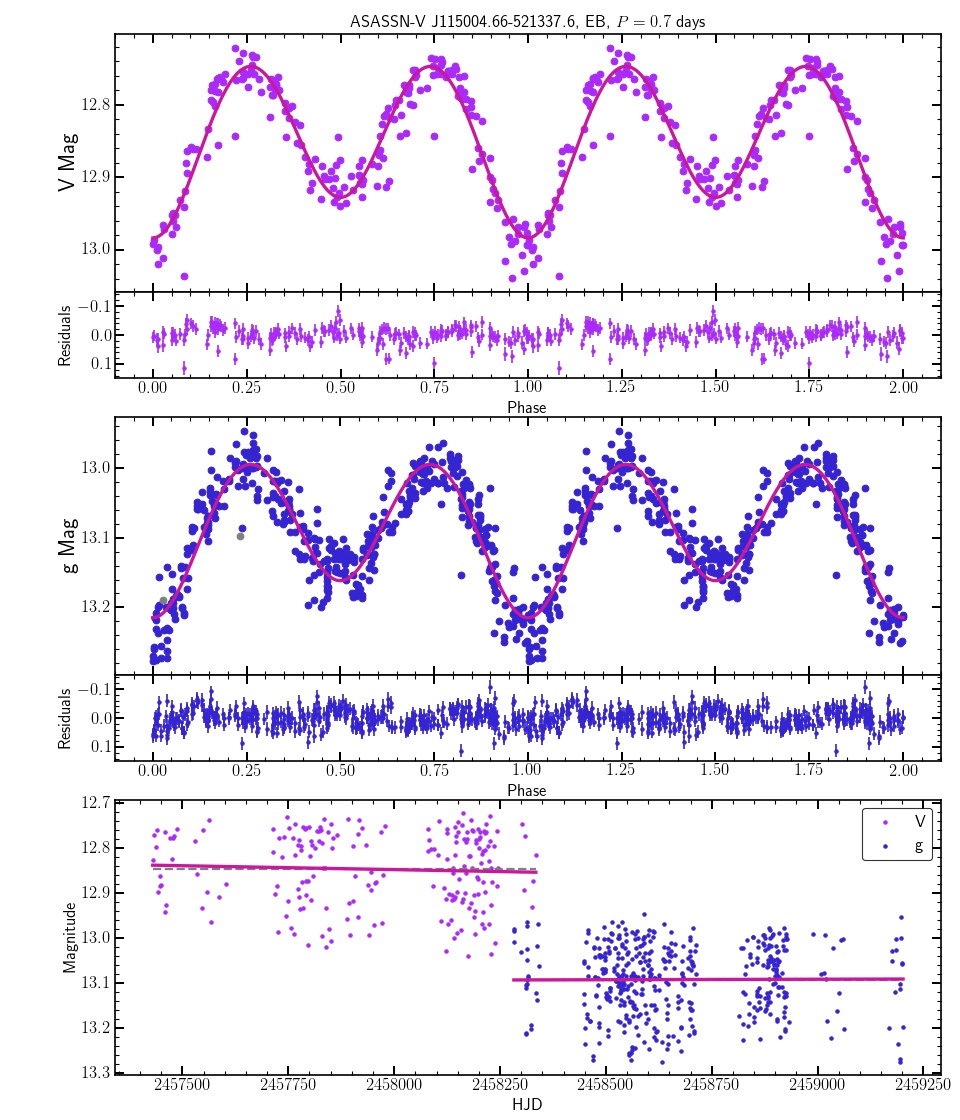 ASASSN-V J115004.66-521337.6, EB, P = 0.7 days
V Mag
12.8
12.9
13.0
Residuals
−0.1
0.0
0.1
0.00 0.25 0.50 0.75 1.00 1.25 1.50 1.75 2.00
Phase
g Mag
13.0
13.1
13.2
Residuals
−0.1
0.0
0.1
0.00 0.25 0.50 0.75 1.00 1.25 1.50 1.75 2.00
Phase
Magnitude
12.7
12.8
12.9
13.0
13.1
13.2
13.3
V
g
2457500 2457750 2458000 2458250 2458500 2458750 2459000 2459250
HJD